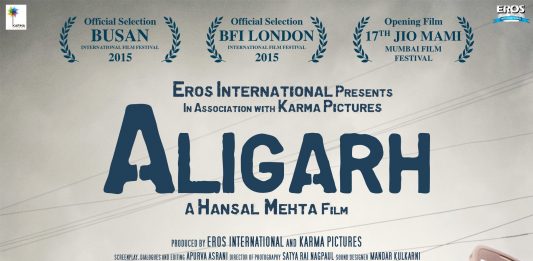 KARMA
EROS
INTERNATIONAL
Official Selection
BUSAN
INTERNATIONAL FILM FESTIVAL
2015
Official Selection
BFI LONDON
INTERNATIONAL FILM FESTIVAL
2015
Opening Film
17TH JIO MAMI
MUMBAI FILM
FESTIVAL
EROS INTERNATIONAL PRESENTS
IN ASSOCIATION WITH KARMA PICTURES
ALIGARH
A HANSAL MEHTA FILM
PRODUCED BY EROS INTERNATIONAL AND KARMA PICTURES
SCREENPLAY, DIALOGUES AND EDITING APURVA ASRANI DIRECTOR OF PHOTOGRAPHY SATYA RAI NAGPAUL SOUND DESIGNER MANDAR KULKARNI